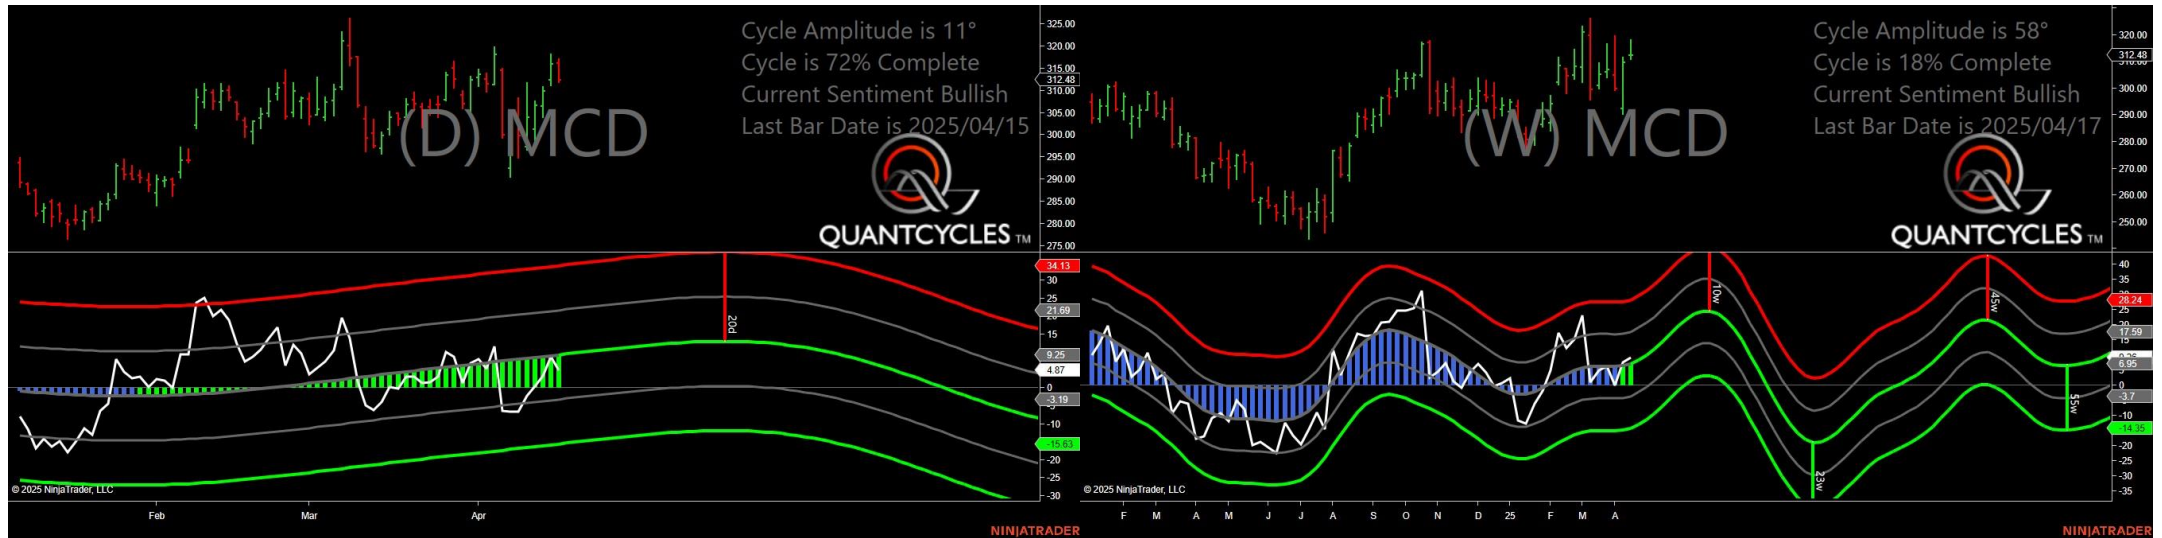 Cycle Amplitude is 11°
Cycle is 72% Complete
Current Sentiment Bullish
Last Bar Date is 2025/04/15
(D) MCD
QUANTCYCLES TM
325.00
320.00
315.00
312.48
310.00
305.00
300.00
295.00
290.00
285.00
280.00
275.00
34.13
30
25
21.69
15
9.25
4.87
0
-3.19
-10
-15.63
-20
-25
-30
20d
© 2025 NinjaTrader, LLC
Feb Mar Apr
NINJATRADER
Cycle Amplitude is 58°
Cycle is 18% Complete
Current Sentiment Bullish
Last Bar Date is 2025/04/17
(W) MCD
QUANTCYCLES TM
320.00
312.48
300.00
290.00
280.00
270.00
260.00
250.00
40
35
28.24
17.59
15
6.95
0
-3.7
-10
-14.35
-20
-25
-30
-35
10w
45w
23w
55w
© 2025 NinjaTrader, LLC
F M A M J J A S O N D 25 F M A
NINJATRADER